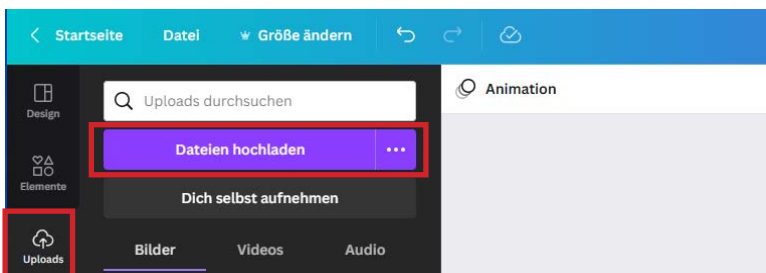 Startseite Datei Größe ändern
Design
Uploads durchsuchen
Animation
Dateien hochladen
Elemente
Dich selbst aufnehmen
Uploads
Bilder Videos Audio